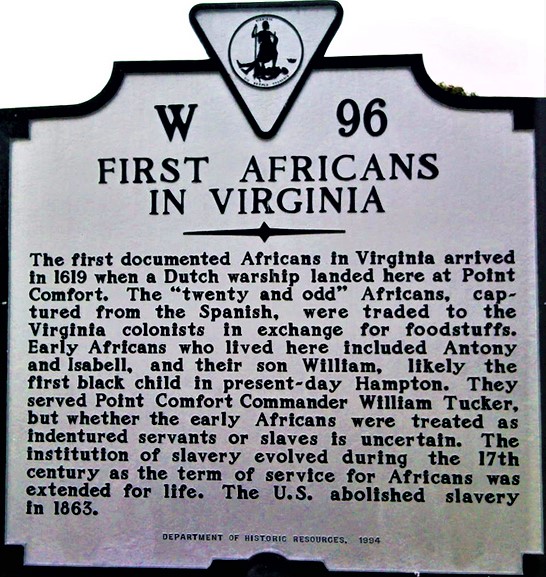 W 96
FIRST AFRICANS
IN VIRGINIA
The first documented Africans in Virginia arrived
in 1619 when a Dutch warship landed here at Point
Comfort. The “twenty and odd” Africans, cap-
tured from the Spanish, were traded to the
Virginia colonists in exchange for foodstuffs.
Early Africans who lived here included Antony
and Isabell, and their son William, likely the
first black child in present-day Hampton. They
served Point Comfort Commander William Tucker,
but whether the early Africans were treated as
indentured servants or slaves is uncertain. The
institution of slavery evolved during the 17th
century as the term of service for Africans was
extended for life. The U.S. abolished slavery
in 1863.
DEPARTMENT OF HISTORIC RESOURCES, 1994